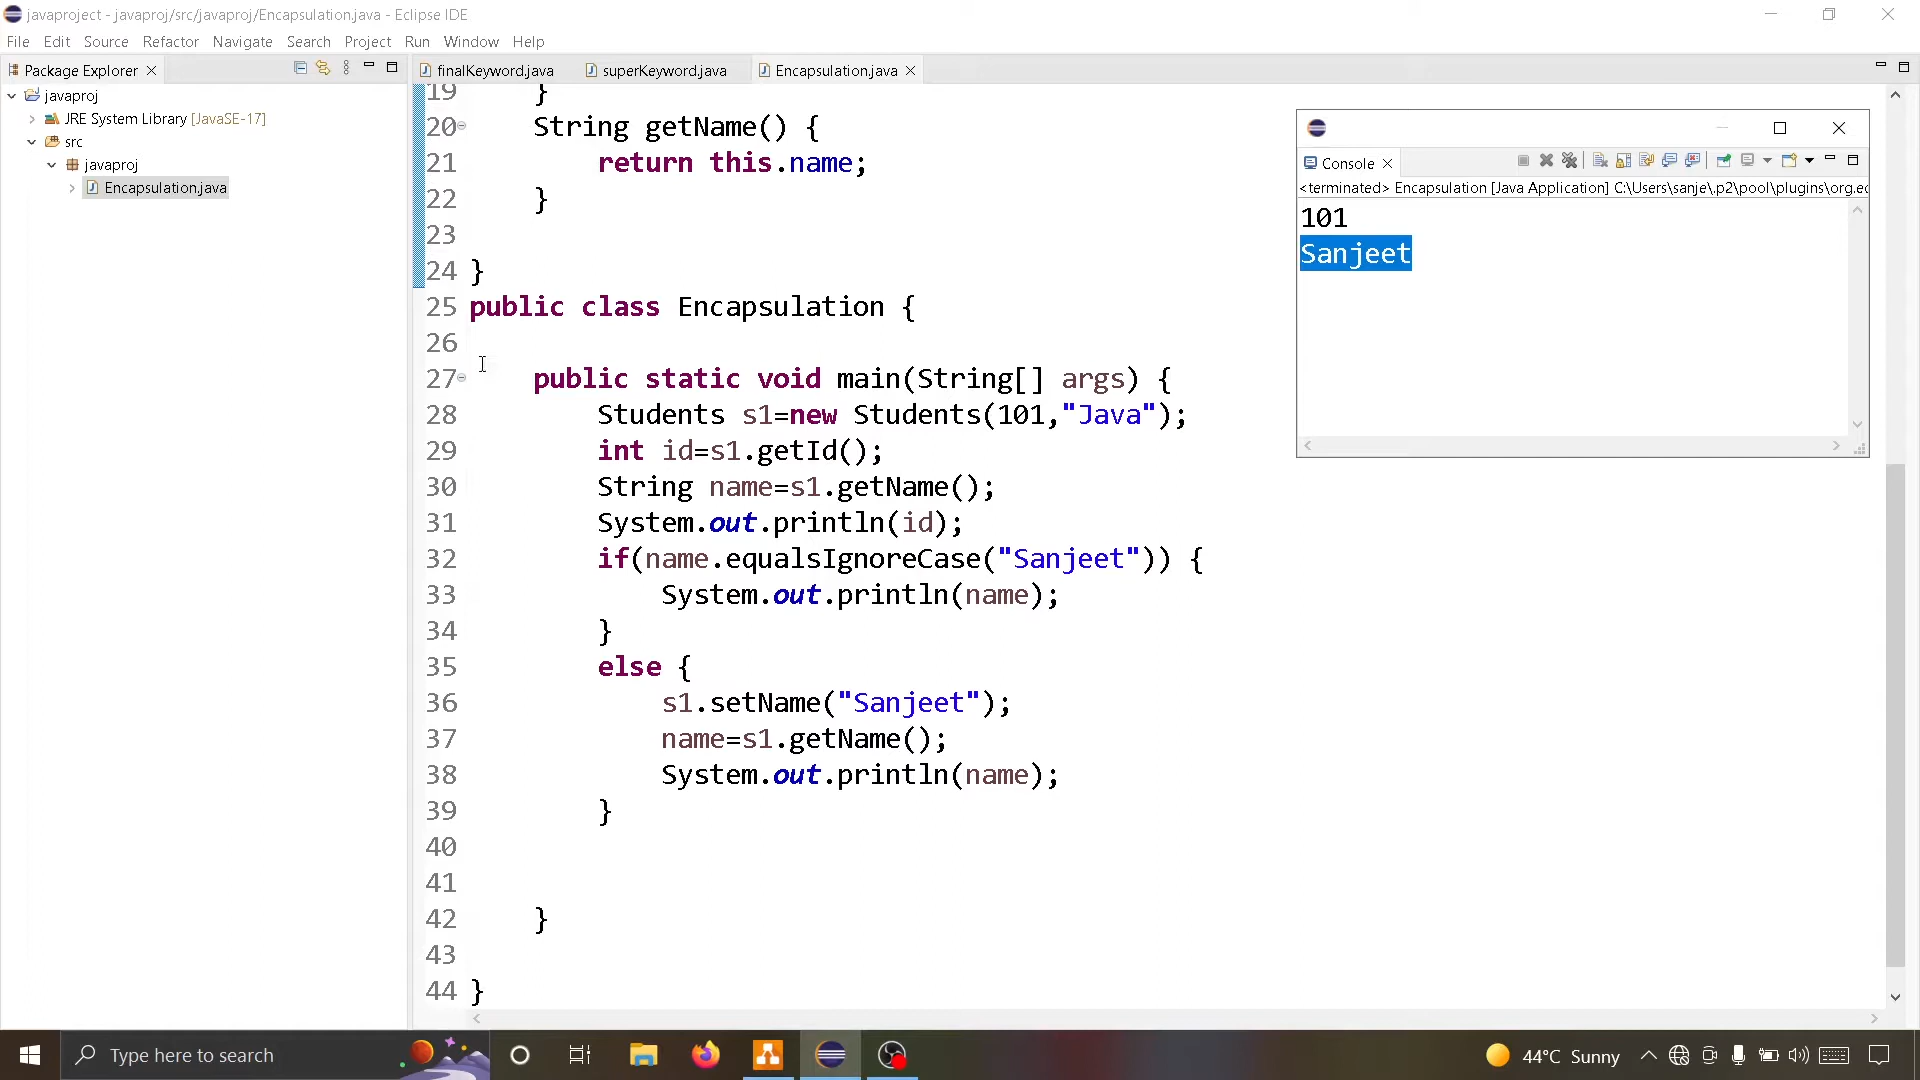 javaproject - javaproj/src/javaproj/Encapsulation.java - Eclipse IDE
File Edit Source Refactor Navigate Search Project Run Window Help
Package Explorer
javaproj
JRE System Library [JavaSE-17]
src
javaproj
Encapsulation.java
finalKeyword.java superKeyword.java Encapsulation.java
19 }
20 String getName() {
21 return this.name;
22 }
23
24 }
25 public class Encapsulation {
26
27 public static void main(String[] args) {
28 Students s1=new Students(101,"Java");
29 int id=s1.getId();
30 String name=s1.getName();
31 System.out.println(id);
32 if(name.equalsIgnoreCase("Sanjeet")) {
33 System.out.println(name);
34 }
35 else {
36 s1.setName("Sanjeet");
37 name=s1.getName();
38 System.out.println(name);
39 }
40
41
42 }
43
44 }
Console
<terminated> Encapsulation [Java Application] C:\Users\sanje\.p2\pool\plugins\org.ec
101
Sanjeet
Type here to search
44°C Sunny